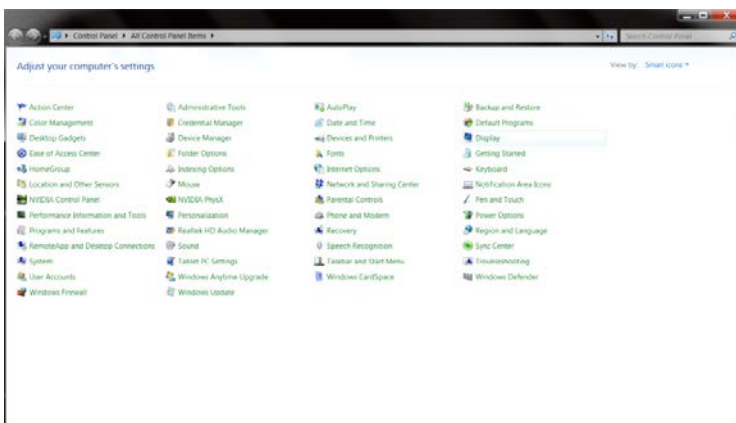 Control Panel ▸ All Control Panel Items ▸
Search Control Panel
Adjust your computer's settings
View by: Small icons
Action Center
Administrative Tools
AutoPlay
Backup and Restore
Color Management
Credential Manager
Date and Time
Default Programs
Desktop Gadgets
Device Manager
Devices and Printers
Display
Ease of Access Center
Folder Options
Fonts
Getting Started
HomeGroup
Indexing Options
Internet Options
Keyboard
Location and Other Sensors
Mouse
Network and Sharing Center
Notification Area Icons
NVIDIA Control Panel
NVIDIA PhysX
Parental Controls
Pen and Touch
Performance Information and Tools
Personalization
Phone and Modem
Power Options
Programs and Features
Realtek HD Audio Manager
Recovery
Region and Language
RemoteApp and Desktop Connections
Sound
Speech Recognition
Sync Center
System
Tablet PC Settings
Taskbar and Start Menu
Troubleshooting
User Accounts
Windows Anytime Upgrade
Windows CardSpace
Windows Defender
Windows Firewall
Windows Update